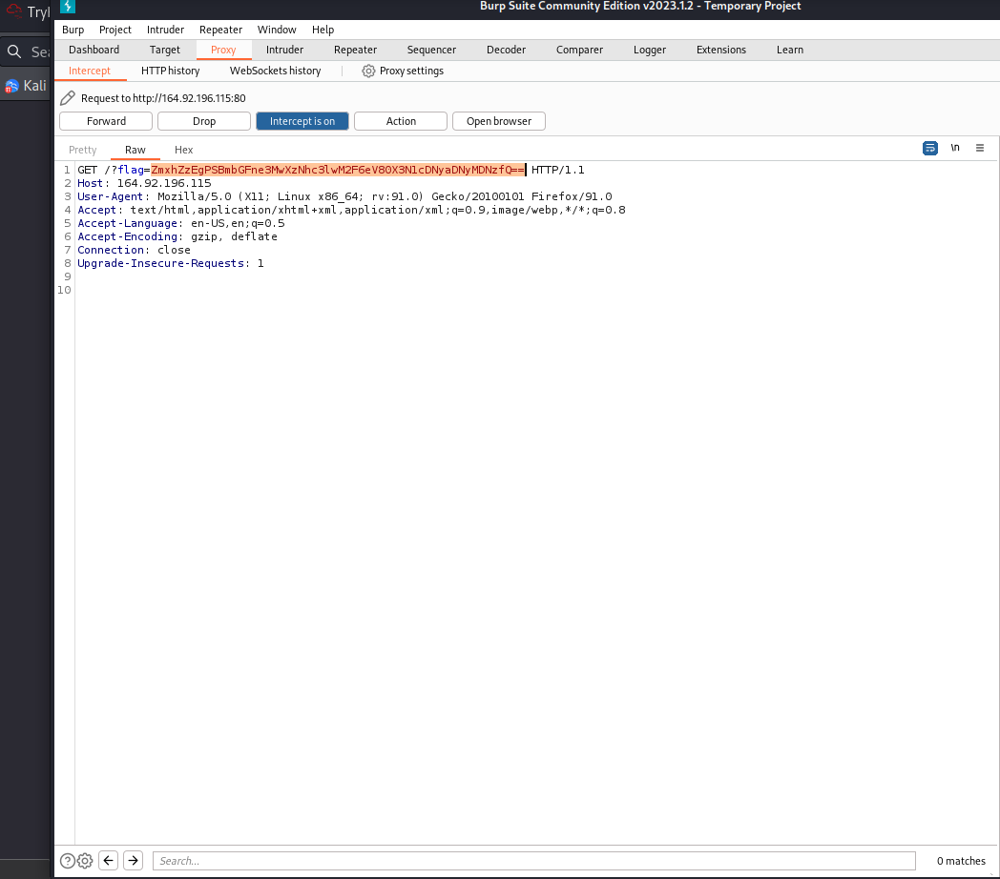 Burp Suite Community Edition v2023.1.2 - Temporary Project
Burp Project Intruder Repeater Window Help
Dashboard Target Proxy Intruder Repeater Sequencer Decoder Comparer Logger Extensions Learn
Intercept HTTP history WebSockets history Proxy settings
Kali
Request to http://164.92.196.115:80
Forward Drop Intercept is on Action Open browser
Pretty Raw Hex \n
1 GET /?flag=ZmxhZzEgPSBmbGFne3MwXzNhc3lwM2F6eV80X3N1cDNyaDNyMDNzfQ== HTTP/1.1
2 Host: 164.92.196.115
3 User-Agent: Mozilla/5.0 (X11; Linux x86_64; rv:91.0) Gecko/20100101 Firefox/91.0
4 Accept: text/html,application/xhtml+xml,application/xml;q=0.9,image/webp,*/*;q=0.8
5 Accept-Language: en-US,en;q=0.5
6 Accept-Encoding: gzip, deflate
7 Connection: close
8 Upgrade-Insecure-Requests: 1
9
10
Search...
0 matches